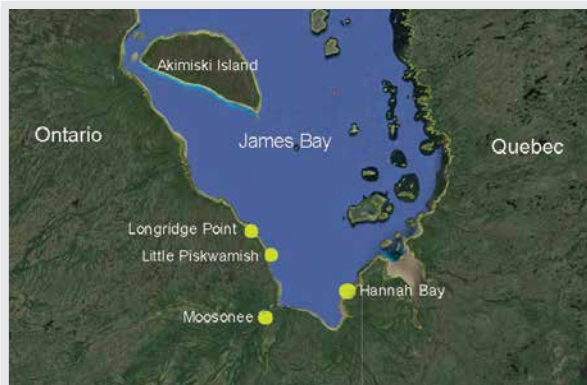 Akimiski Island
Ontario
James Bay
Quebec
Longridge Point
Little Piskwamish
Hannah Bay
Moosonee